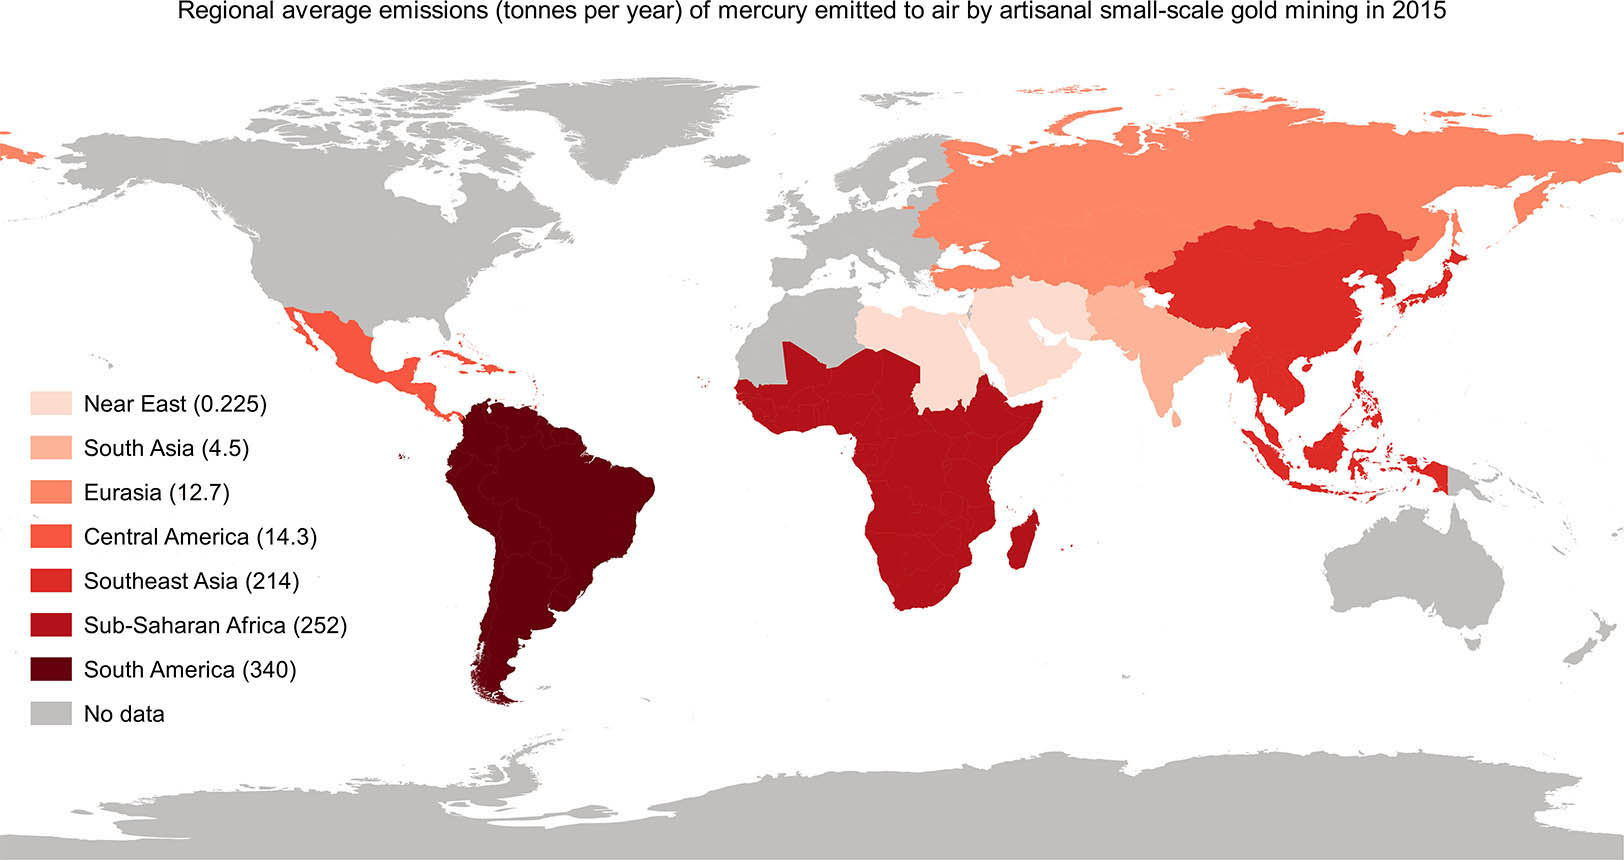 Regional average emissions (tonnes per year) of mercury emitted to air by artisanal small-scale gold mining in 2015
Near East (0.225)
South Asia (4.5)
Eurasia (12.7)
Central America (14.3)
Southeast Asia (214)
Sub-Saharan Africa (252)
South America (340)
No data